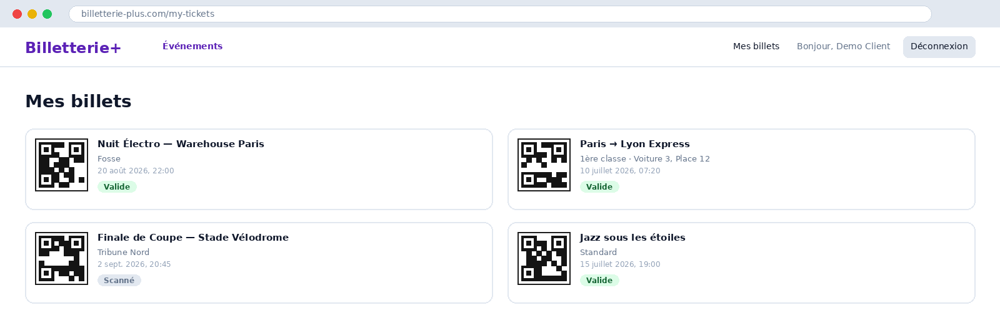 billetterie-plus.com/my-tickets
Billetterie+
Événements
Mes billets
Bonjour, Demo Client
Déconnexion
Mes billets
Nuit Électro — Warehouse Paris
Fosse
20 août 2026, 22:00
Valide
Paris → Lyon Express
1ère classe · Voiture 3, Place 12
10 juillet 2026, 07:20
Valide
Finale de Coupe — Stade Vélodrome
Tribune Nord
2 sept. 2026, 20:45
Scanné
Jazz sous les étoiles
Standard
15 juillet 2026, 19:00
Valide